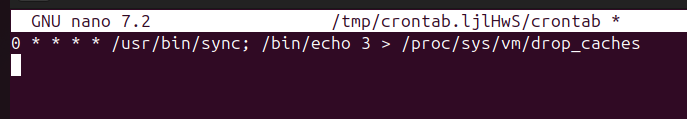 GNU nano 7.2 /tmp/crontab.ljlHwS/crontab *
0 * * * * /usr/bin/sync; /bin/echo 3 > /proc/sys/vm/drop_caches